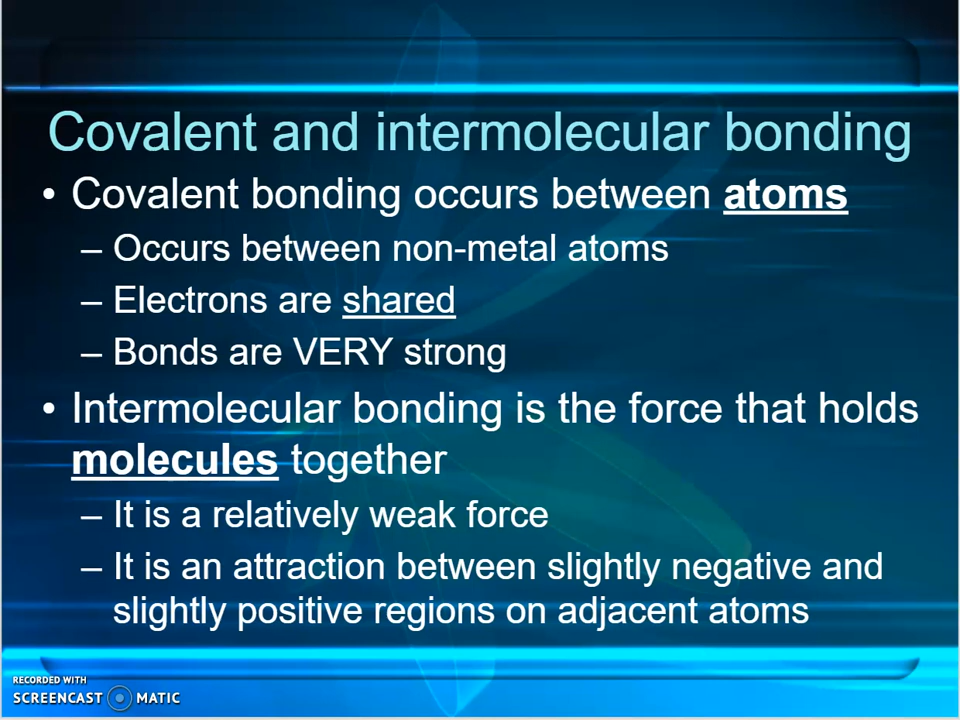 Covalent and intermolecular bonding
• Covalent bonding occurs between atoms
– Occurs between non-metal atoms
– Electrons are shared
– Bonds are VERY strong
• Intermolecular bonding is the force that holds
molecules together
– It is a relatively weak force
– It is an attraction between slightly negative and
slightly positive regions on adjacent atoms
RECORDED WITH
SCREENCAST MATIC